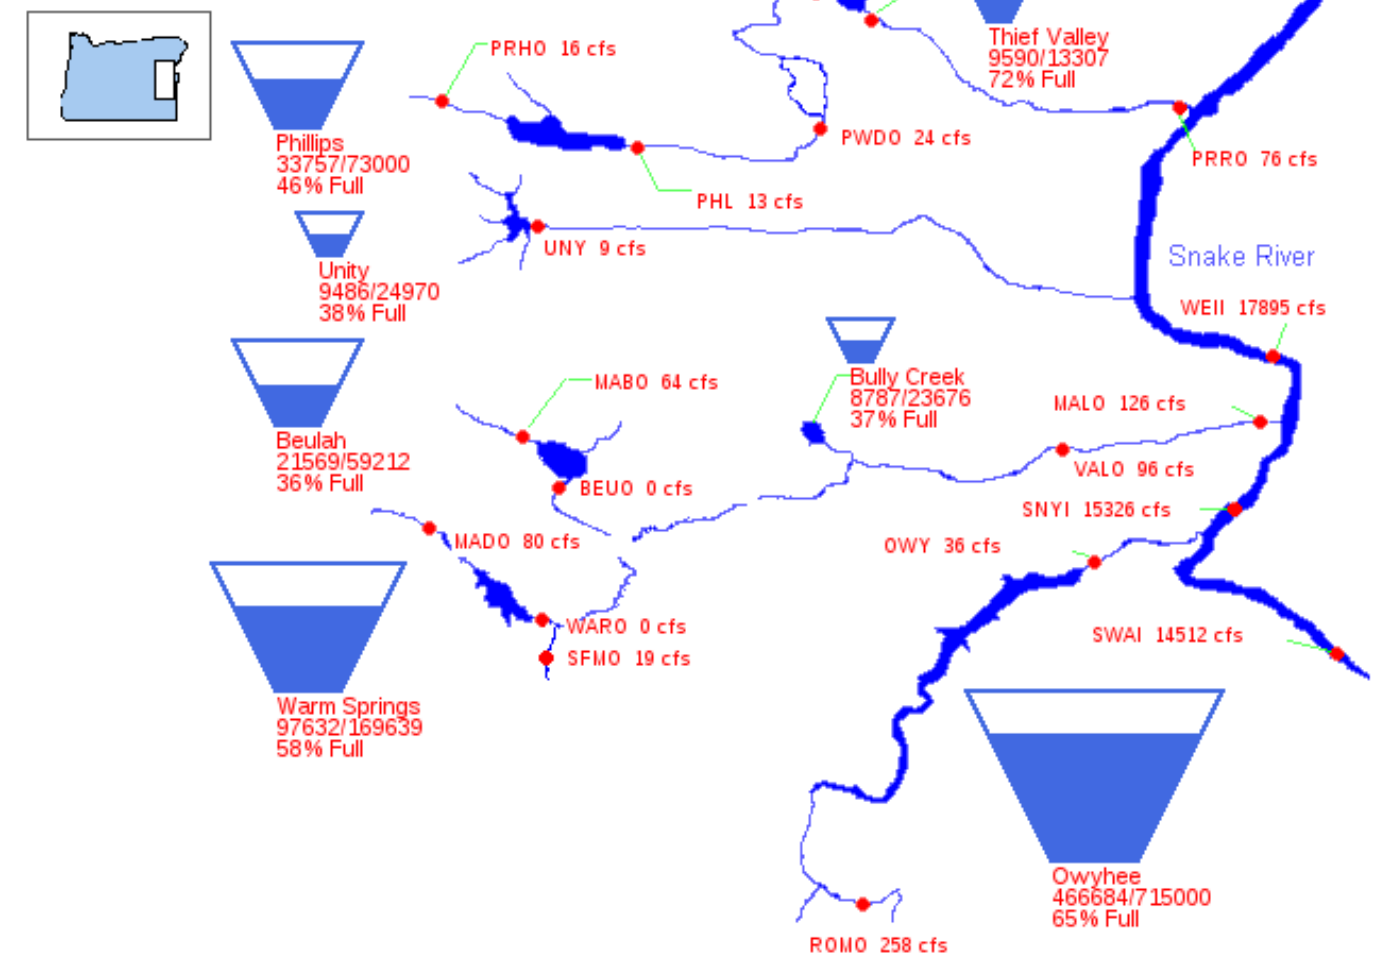 Thief Valley
9590/13307
72% Full
PRHO 16 cfs
Phillips
33757/73000
46% Full
PWDO 24 cfs
PRRO 76 cfs
PHL 13 cfs
UNY 9 cfs
Unity
9486/24970
38% Full
Snake River
WEII 17895 cfs
MABO 64 cfs
Bully Creek
8787/23676
37% Full
MALO 126 cfs
Beulah
21569/59212
36% Full
VALO 96 cfs
BEUO 0 cfs
SNYI 15326 cfs
MADO 80 cfs
OWY 36 cfs
WARO 0 cfs
SWAI 14512 cfs
SFMO 19 cfs
Warm Springs
97632/169639
58% Full
Owyhee
466684/715000
65% Full
ROMO 258 cfs